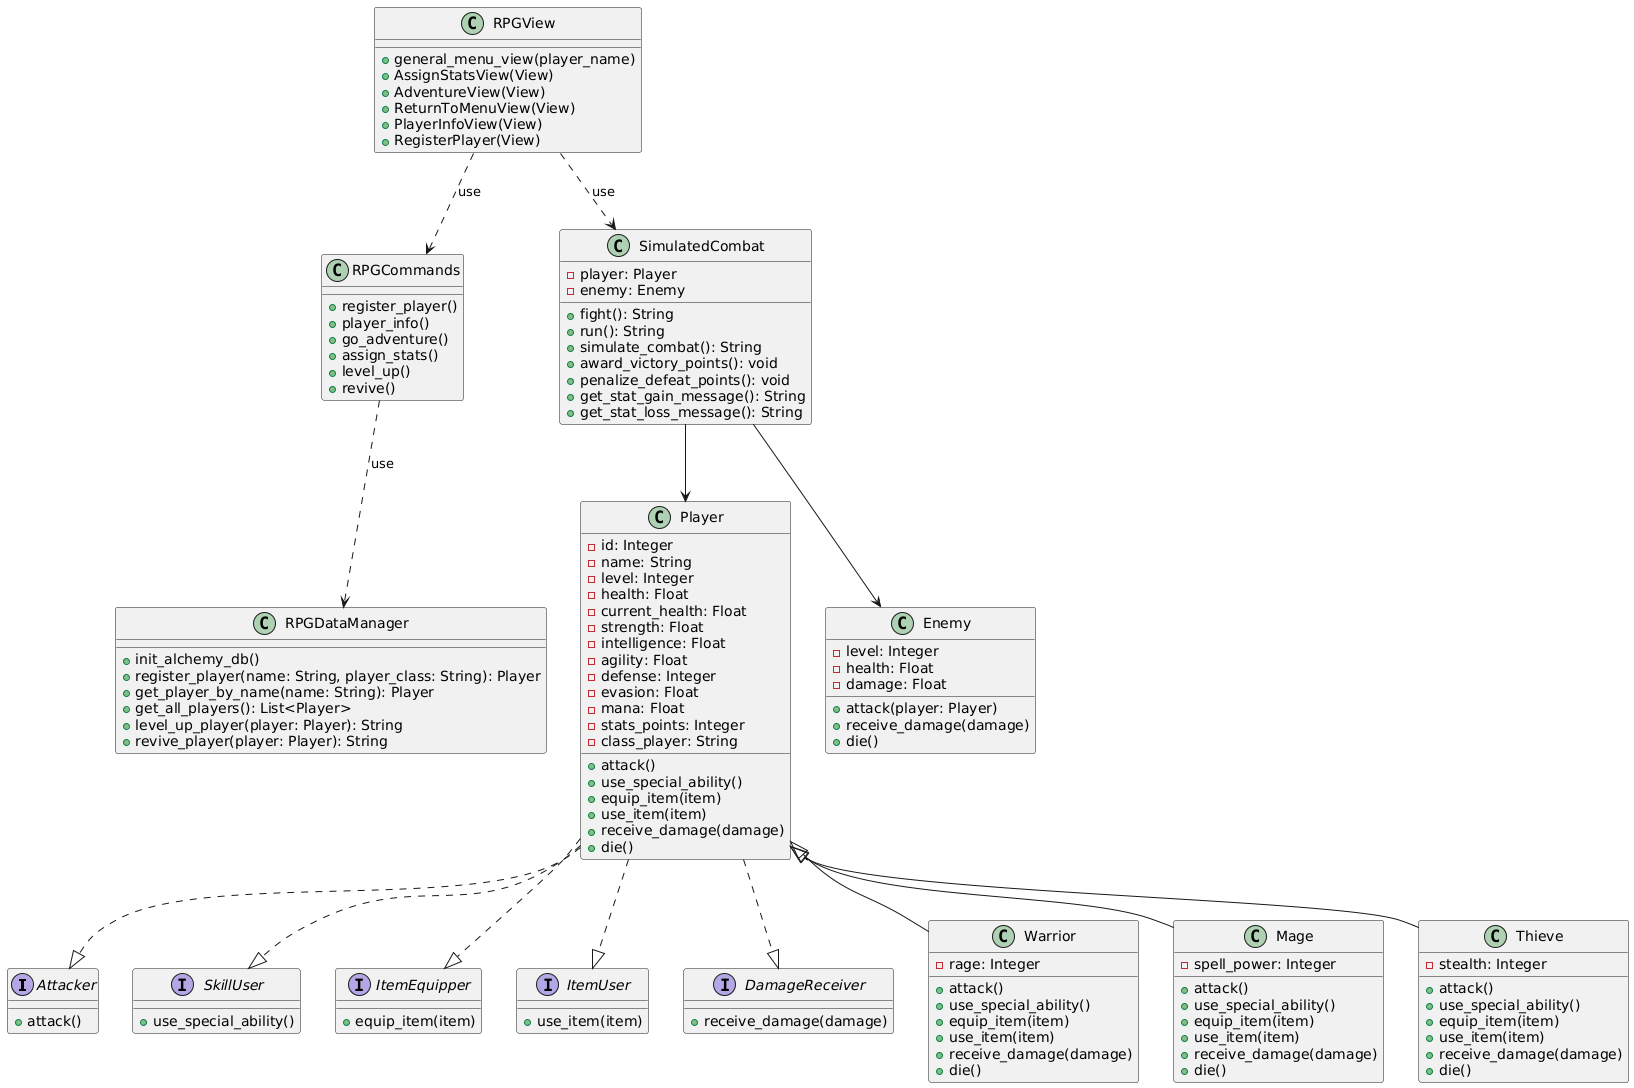 C RPGView
general_menu_view(player_name)
AssignStatsView(View)
AdventureView(View)
ReturnToMenuView(View)
PlayerInfoView(View)
RegisterPlayer(View)
use
use
C RPGCommands
register_player()
player_info()
go_adventure()
assign_stats()
level_up()
revive()
C SimulatedCombat
player: Player
enemy: Enemy
fight(): String
run(): String
simulate_combat(): String
award_victory_points(): void
penalize_defeat_points(): void
get_stat_gain_message(): String
get_stat_loss_message(): String
use
C RPGDataManager
init_alchemy_db()
register_player(name: String, player_class: String): Player
get_player_by_name(name: String): Player
get_all_players(): List<Player>
level_up_player(player: Player): String
revive_player(player: Player): String
C Player
id: Integer
name: String
level: Integer
health: Float
current_health: Float
strength: Float
intelligence: Float
agility: Float
defense: Integer
evasion: Float
mana: Float
stats_points: Integer
class_player: String
attack()
use_special_ability()
equip_item(item)
use_item(item)
receive_damage(damage)
die()
C Enemy
level: Integer
health: Float
damage: Float
attack(player: Player)
receive_damage(damage)
die()
I Attacker
attack()
I SkillUser
use_special_ability()
I ItemEquipper
equip_item(item)
I ItemUser
use_item(item)
I DamageReceiver
receive_damage(damage)
C Warrior
rage: Integer
attack()
use_special_ability()
equip_item(item)
use_item(item)
receive_damage(damage)
die()
C Mage
spell_power: Integer
attack()
use_special_ability()
equip_item(item)
use_item(item)
receive_damage(damage)
die()
C Thieve
stealth: Integer
attack()
use_special_ability()
equip_item(item)
use_item(item)
receive_damage(damage)
die()